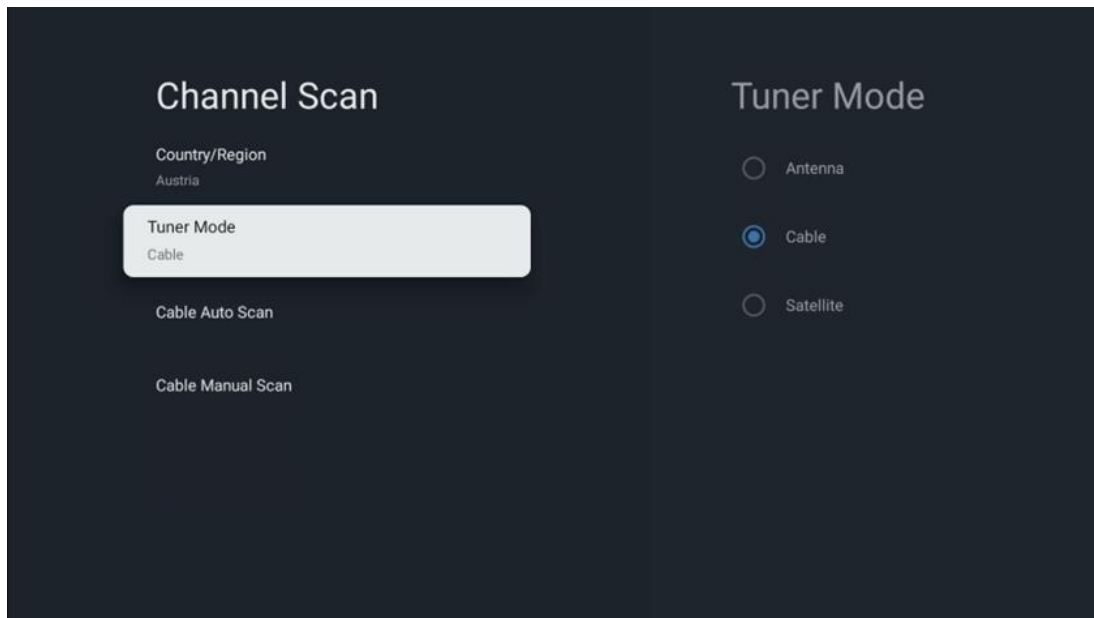 Channel Scan
Country/Region
Austria
Tuner Mode
Cable
Cable Auto Scan
Cable Manual Scan
Tuner Mode
Antenna
Cable
Satellite